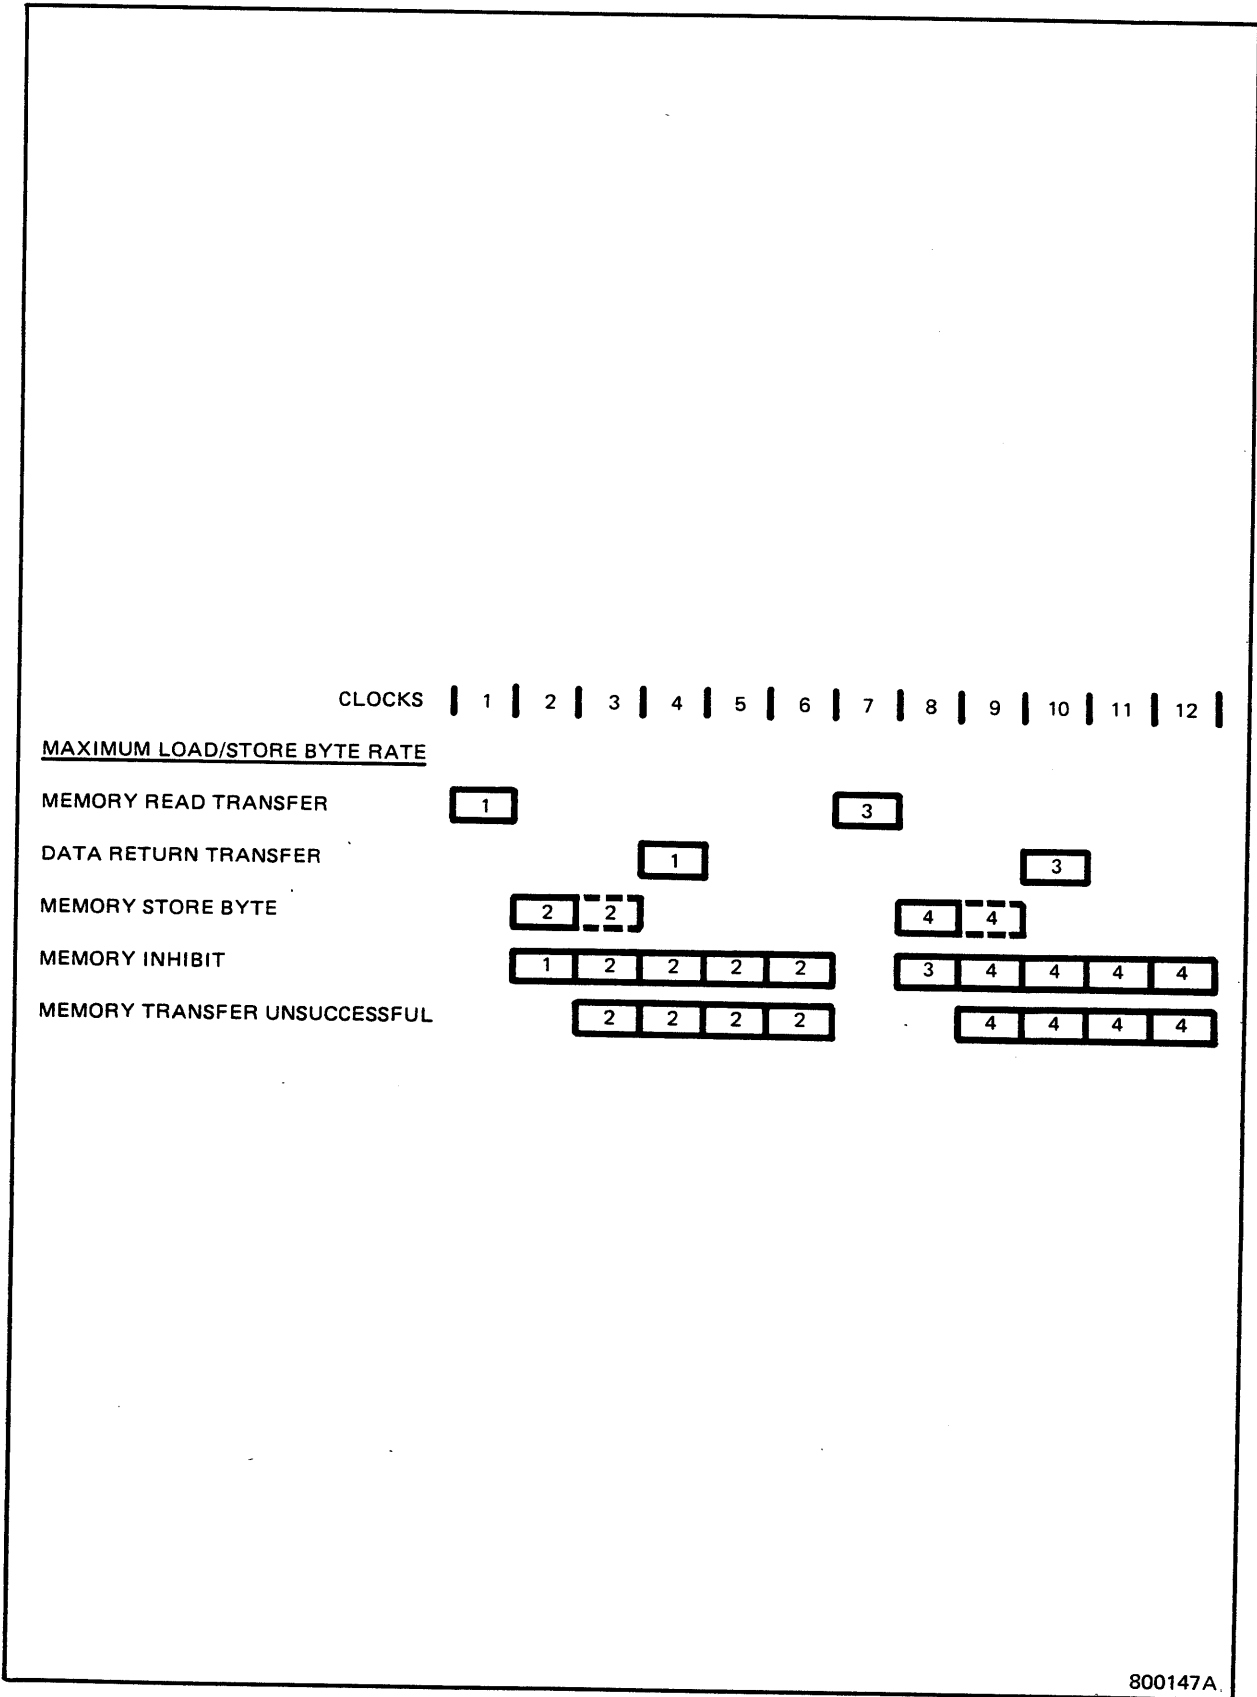 CLOCKS 1 2 3 4 5 6 7 8 9 10 11 12
MAXIMUM LOAD/STORE BYTE RATE
MEMORY READ TRANSFER 1 3
DATA RETURN TRANSFER 1 3
MEMORY STORE BYTE 2 2 4 4
MEMORY INHIBIT 1 2 2 2 2 3 4 4 4 4
MEMORY TRANSFER UNSUCCESSFUL 2 2 2 2 4 4 4 4
800147A